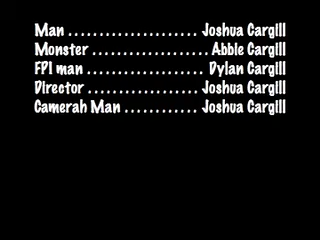 Man . . . . . . . . . . . . . . . . . . . . . Joshua Cargill
Monster . . . . . . . . . . . . . . . . . . . Abbie Cargill
FPI man . . . . . . . . . . . . . . . . . . . Dylan Cargill
Director . . . . . . . . . . . . . . . . . . Joshua Cargill
Camerah Man . . . . . . . . . . . . Joshua Cargill